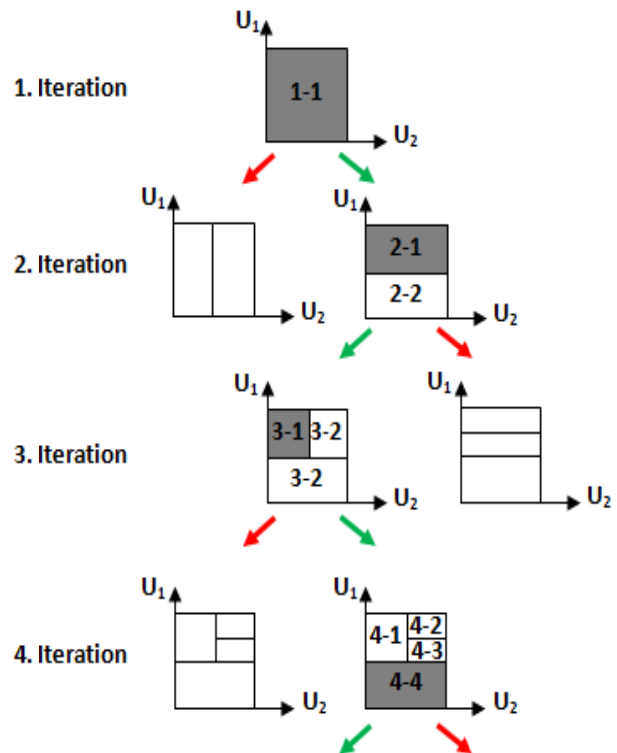 U1
1. Iteration
1-1
U2
U1
U1
2. Iteration
2-1
2-2
U2
U2
U1
U1
3. Iteration
3-1 3-2
3-2
U2
U2
U1
U1
4. Iteration
4-1 4-2
4-3
4-4
U2
U2